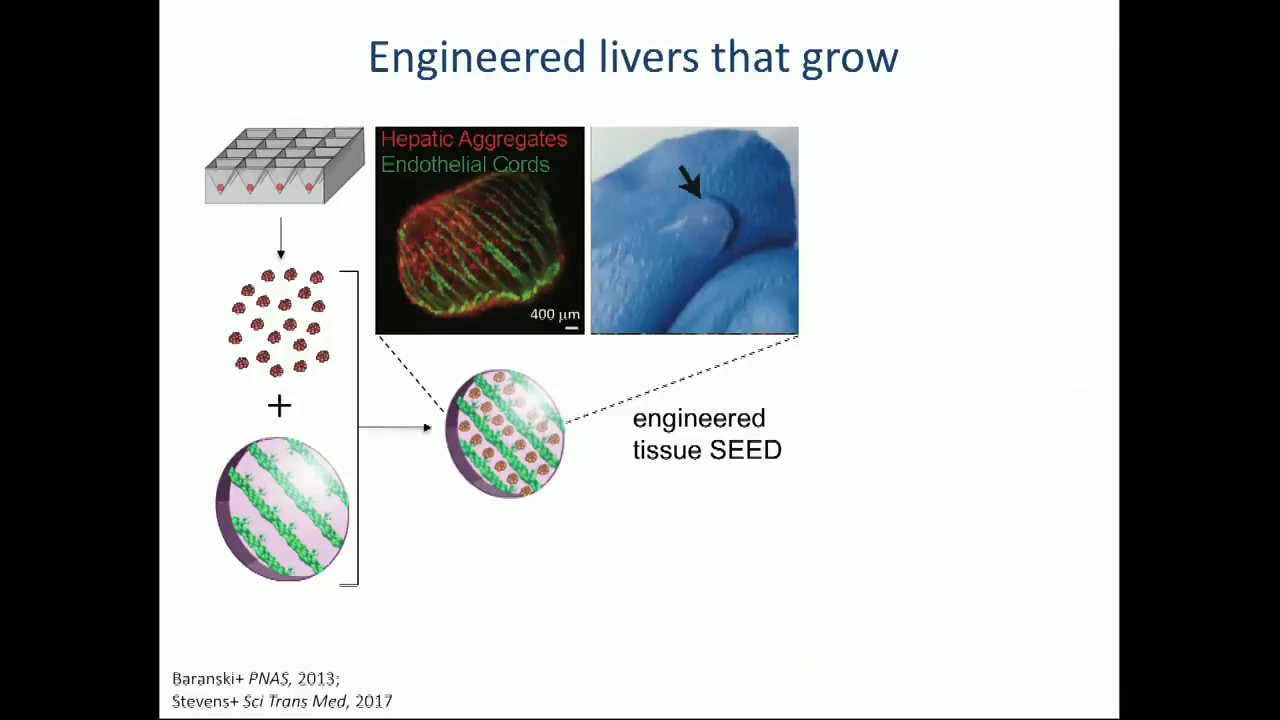 Engineered livers that grow
Hepatic Aggregates
Endothelial Cords
400 μm
+
engineered
tissue SEED
Baranski+ PNAS, 2013;
Stevens+ Sci Trans Med, 2017